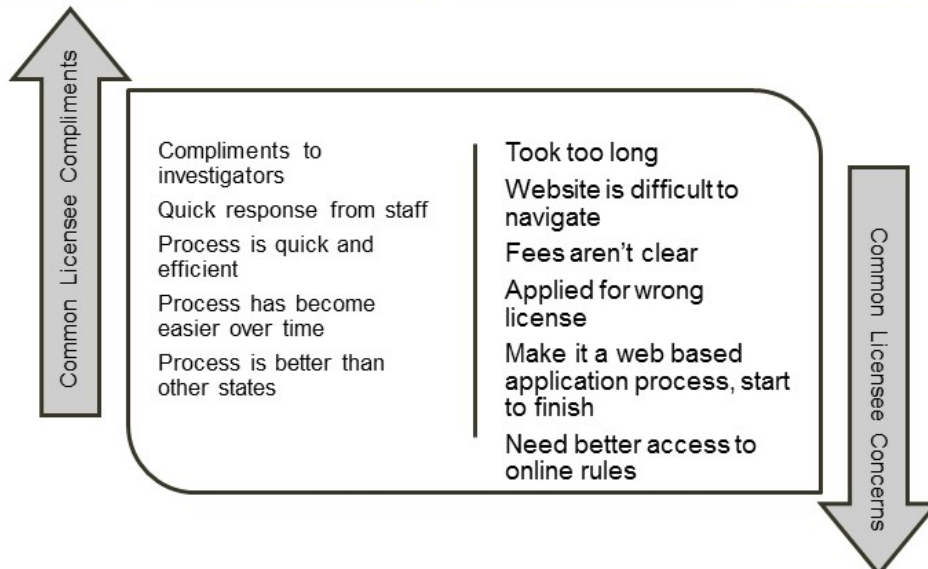 Common Licensee Compliments
Compliments to
investigators
Quick response from staff
Process is quick and
efficient
Process has become
easier over time
Process is better than
other states
Took too long
Website is difficult to
navigate
Fees aren’t clear
Applied for wrong
license
Make it a web based
application process, start
to finish
Need better access to
online rules
Common Licensee Concerns